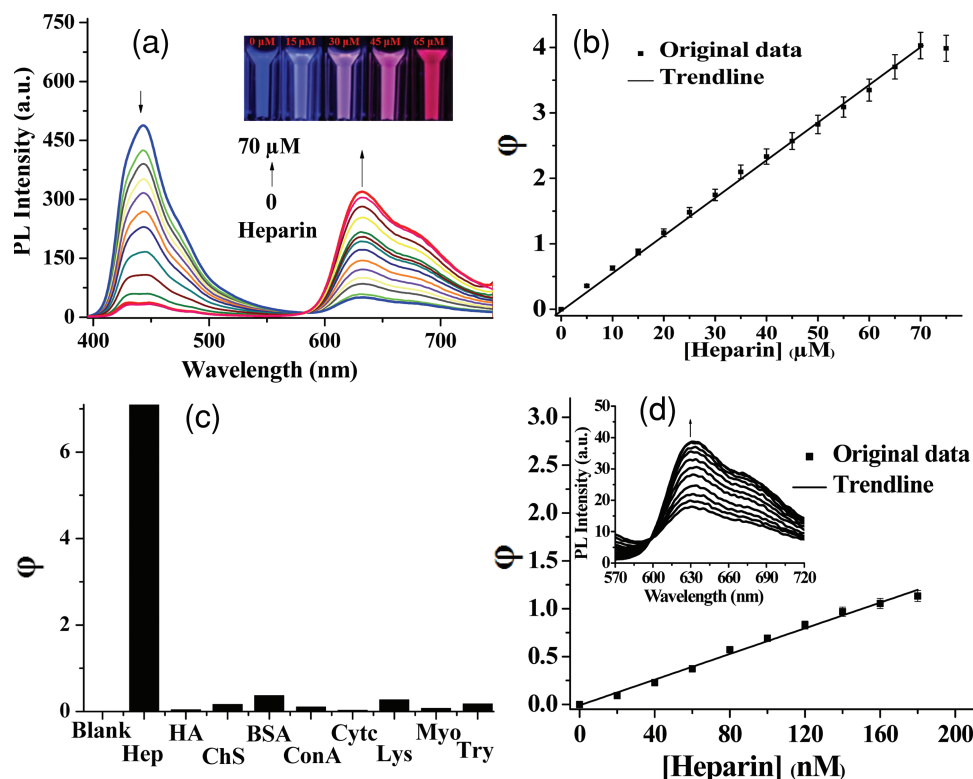 (a)
750
600
450
300
150
0
PL Intensity (a.u.)
0 µM 15 µM 30 µM 45 µM 65 µM
70 µM
0
Heparin
400 500 600 700
Wavelength (nm)
(b)
Original data
Trendline
4
3
2
1
0
φ
0 10 20 30 40 50 60 70 80
[Heparin] (µM)
(c)
6
4
2
0
φ
Blank Hep HA ChS BSA ConA Cytc Lys Myo Try
(d)
Original data
Trendline
3.0
2.5
2.0
1.5
1.0
0.5
0.0
φ
50
40
30
20
10
0
PL Intensity (a.u.)
570 600 630 660 690 720
Wavelength (nm)
0 40 80 120 160 200
[Heparin] (nM)